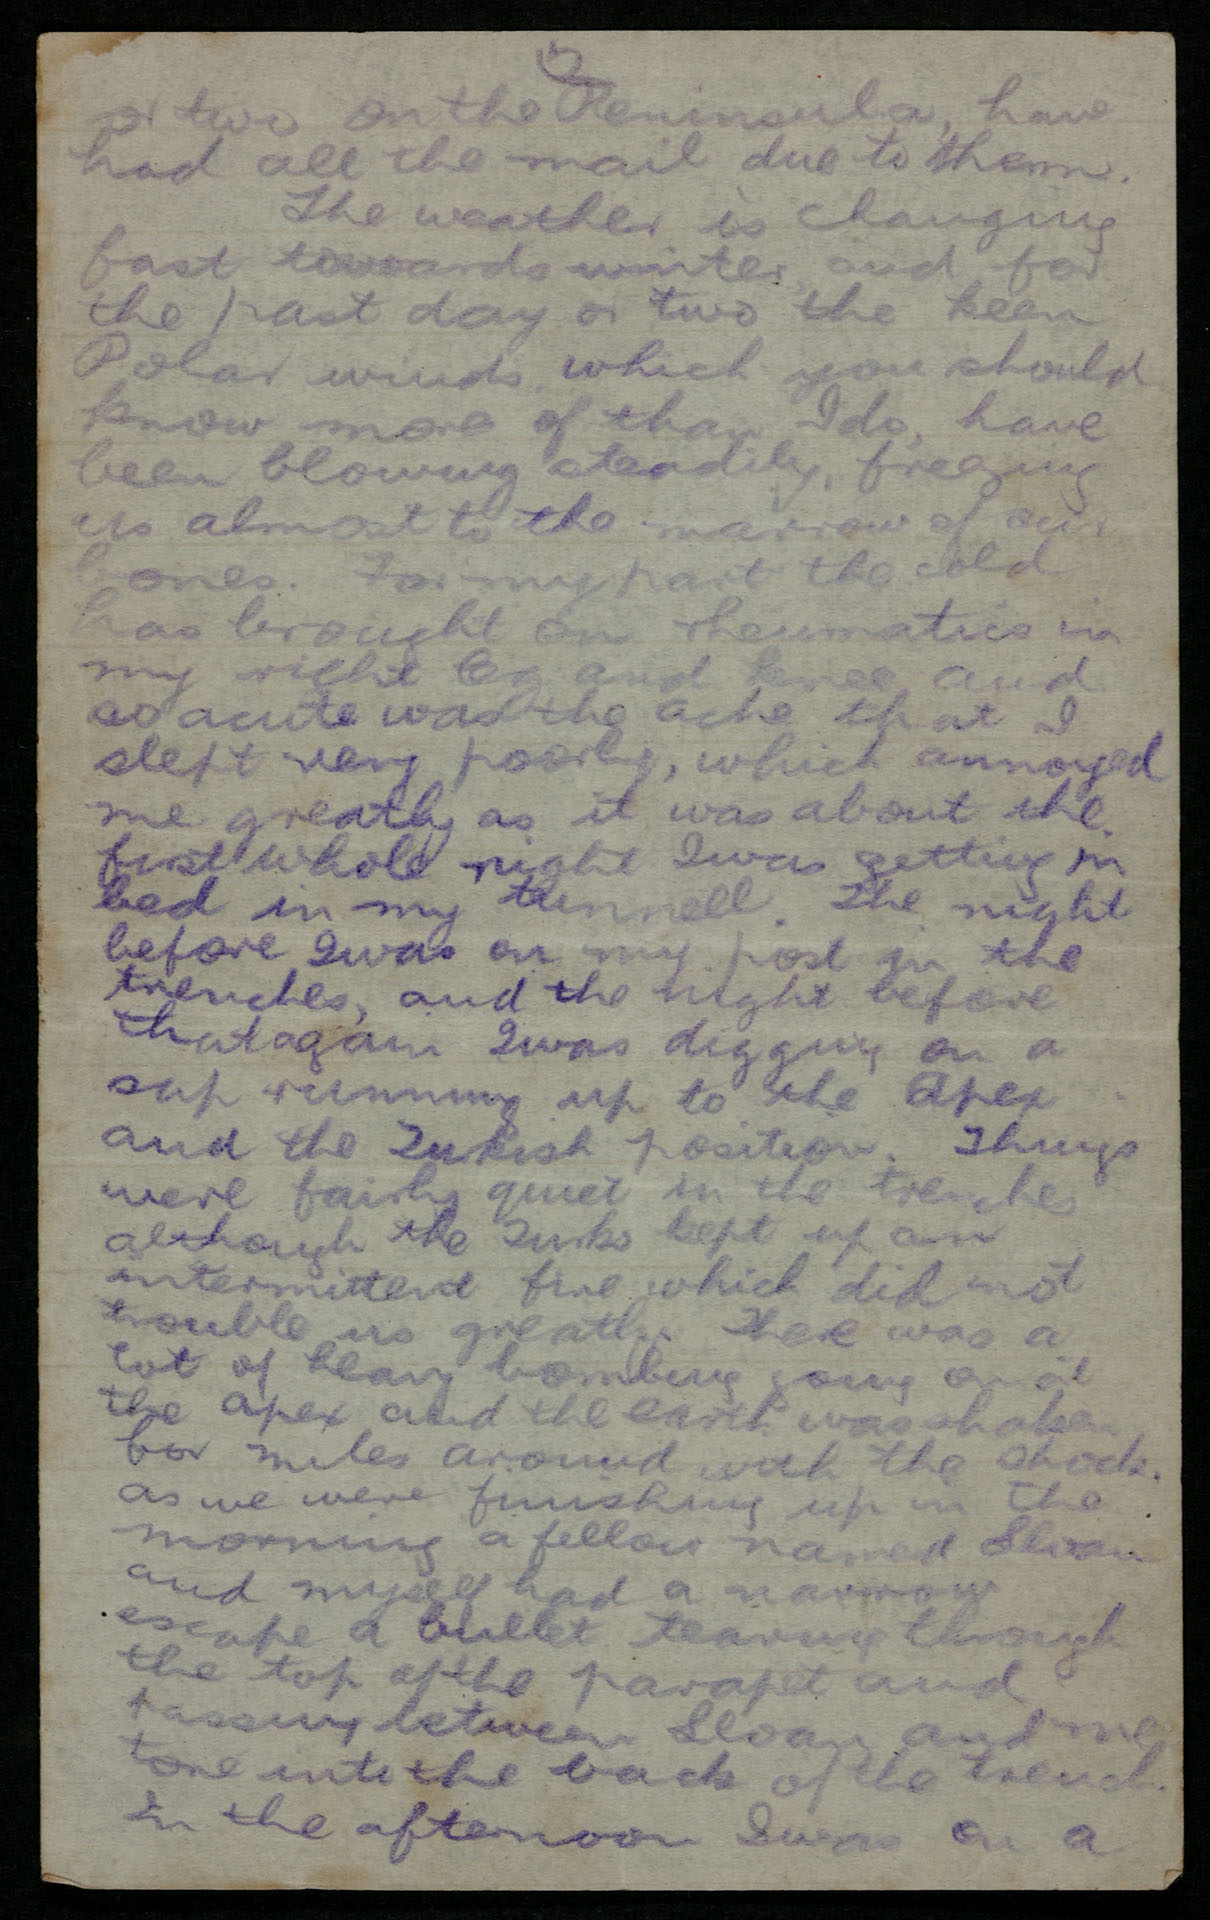 or two on the Peninsula, have
had all the mail due to them.
The weather is changing
fast towards winter, and for
the past day or two the keen
Polar winds, which you should
know more of than I do, have
been blowing steadily, freezing
us almost to the marrow of our
bones. For my part the cold
has brought on rheumatics in
my right leg and knee and
so acute was the ache that I
slept very poorly, which annoyed
me greatly as it was about the
first whole night I was getting in
bed in my tunnell. The night
before I was on my post in the
trenches, and the night before
that again I was digging on a
sap running up to the Apex
and the Turkish position. Things
were fairly quiet in the trenches
although the Turks kept up an
intermittent fire which did not
trouble us greatly. There was a
lot of heavy bombing going on at
the apex and the earth was shaken
for miles around with the shock.
as we were finishing up in the
morning a fellow named Sloan
and myself had a narrow
escape a bullet tearing through
the top of the parapet and
passing between Sloan and me
tore into the back of the trench.
In the afternoon I was on a